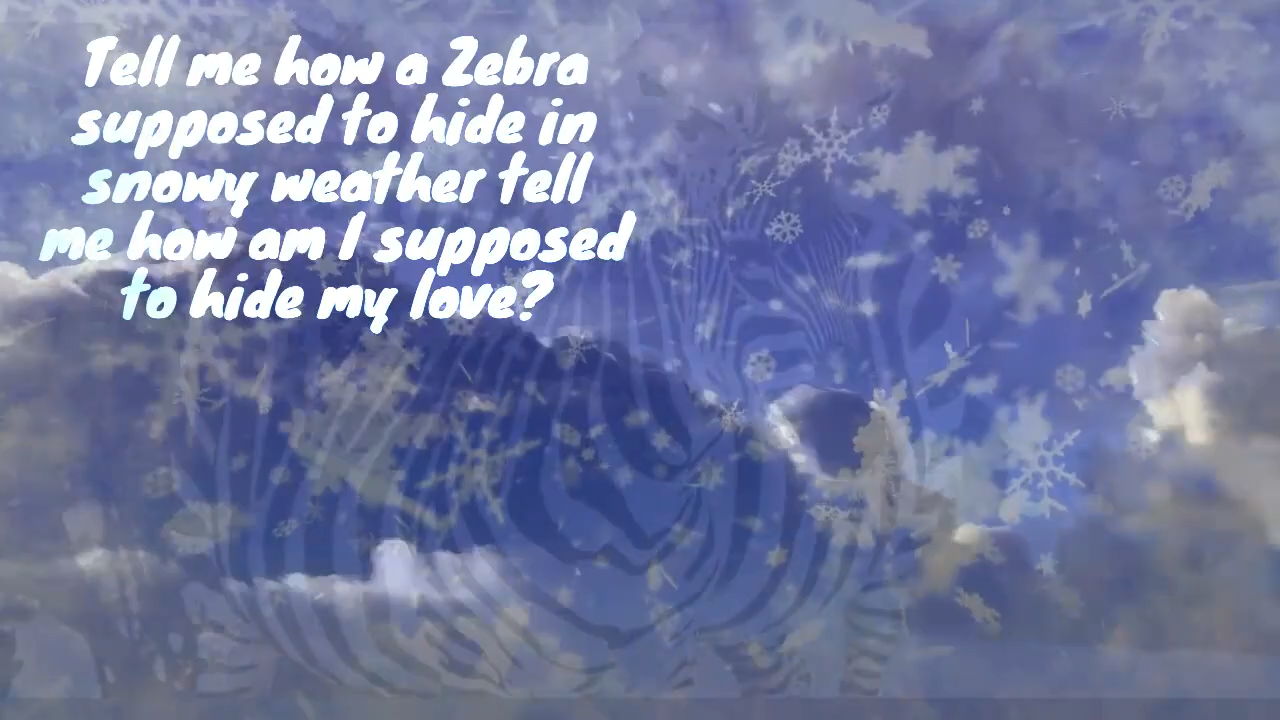 Tell me how a Zebra
supposed to hide in
snowy weather tell
me how am I supposed
to hide my love?